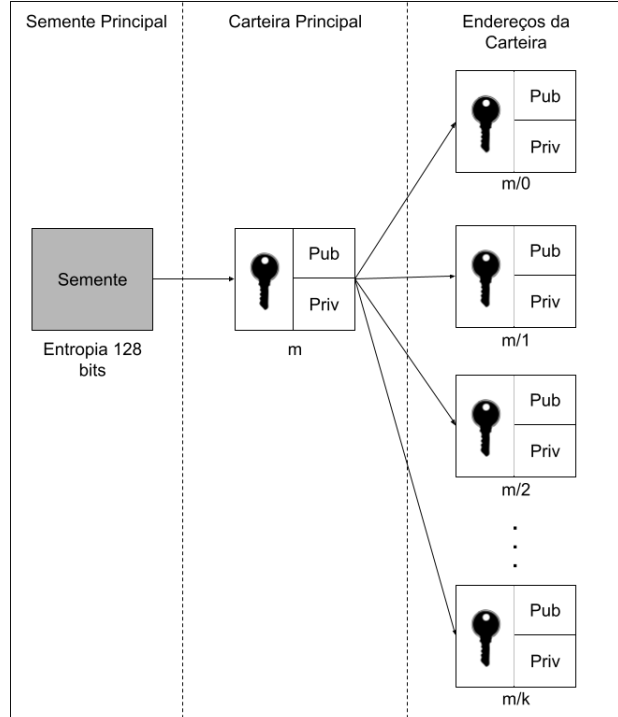 Semente Principal
Carteira Principal
Endereços da
Carteira
Pub
Priv
m/0
Semente
Entropia 128
bits
Pub
Priv
m
Pub
Priv
m/1
Pub
Priv
m/2
Pub
Priv
m/k